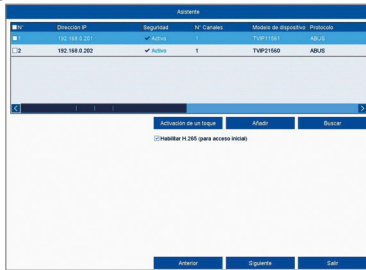 Asistente
N° Dirección IP Seguridad N° Canales Modelo de dispositivo Protocolo
1 192.168.0.201 Activo 1 TVIP11561 ABUS
2 192.168.0.202 Activo 1 TVIP21560 ABUS
Activación de un toque Añadir Buscar
Habilitar H.265 (para acceso inicial)
Anterior Siguiente Salir